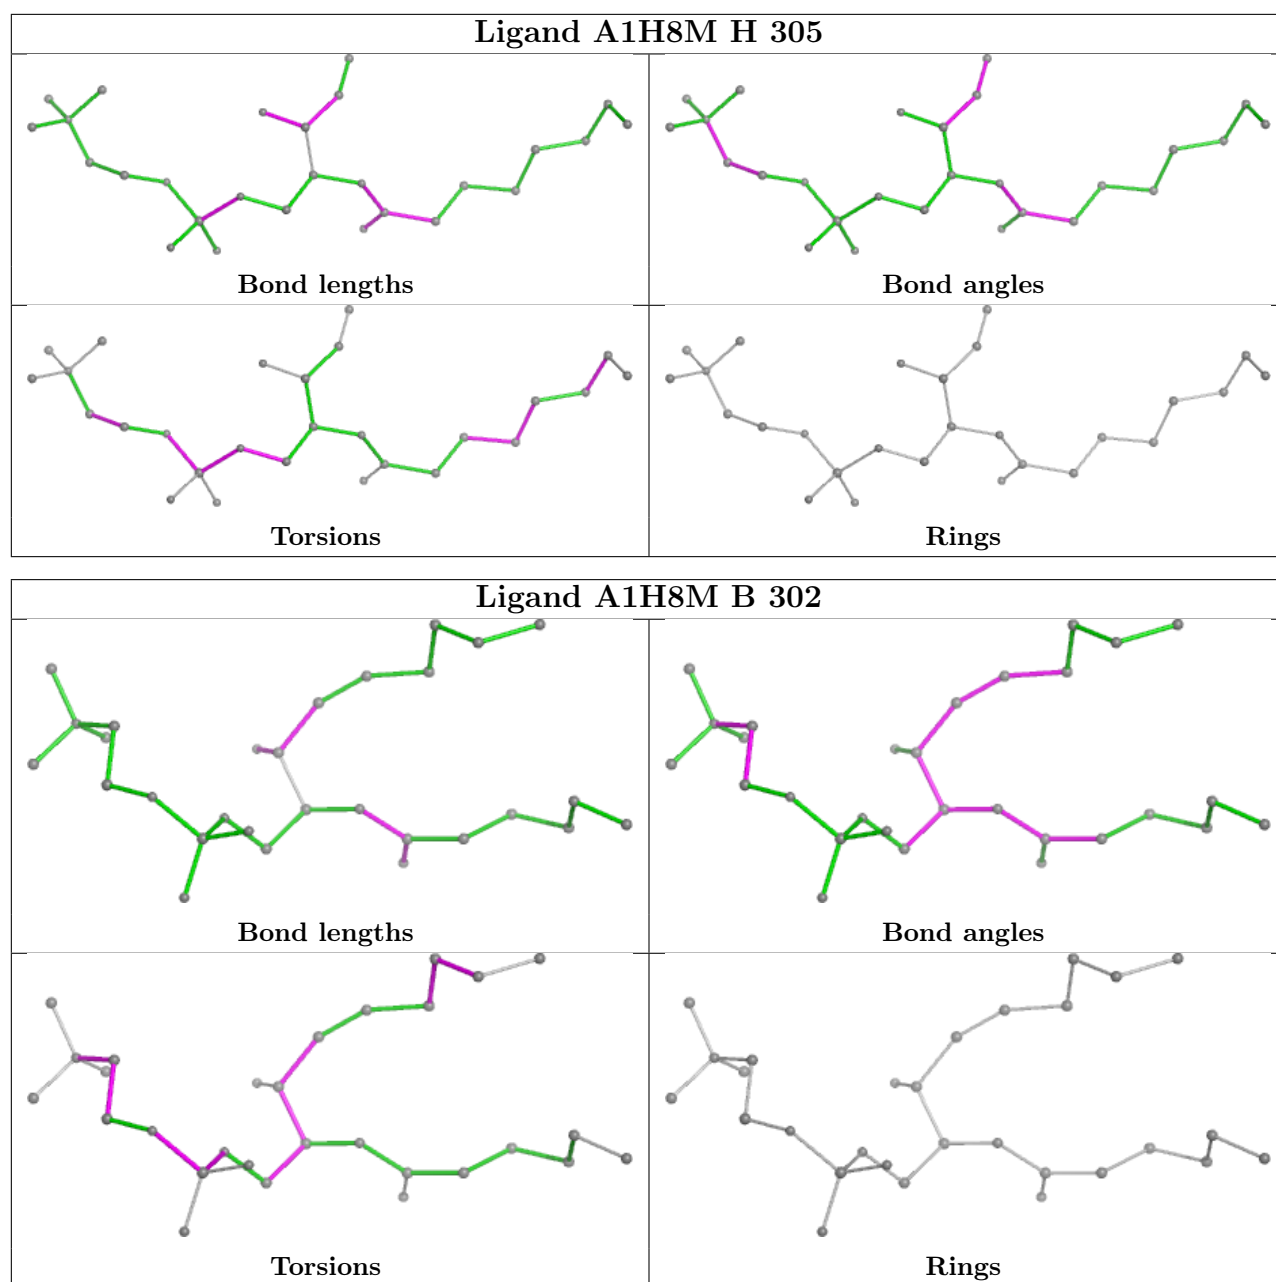 Ligand A1H8M H 305
Bond lengths
Bond angles
Torsions
Rings
Ligand A1H8M B 302
Bond lengths
Bond angles
Torsions
Rings